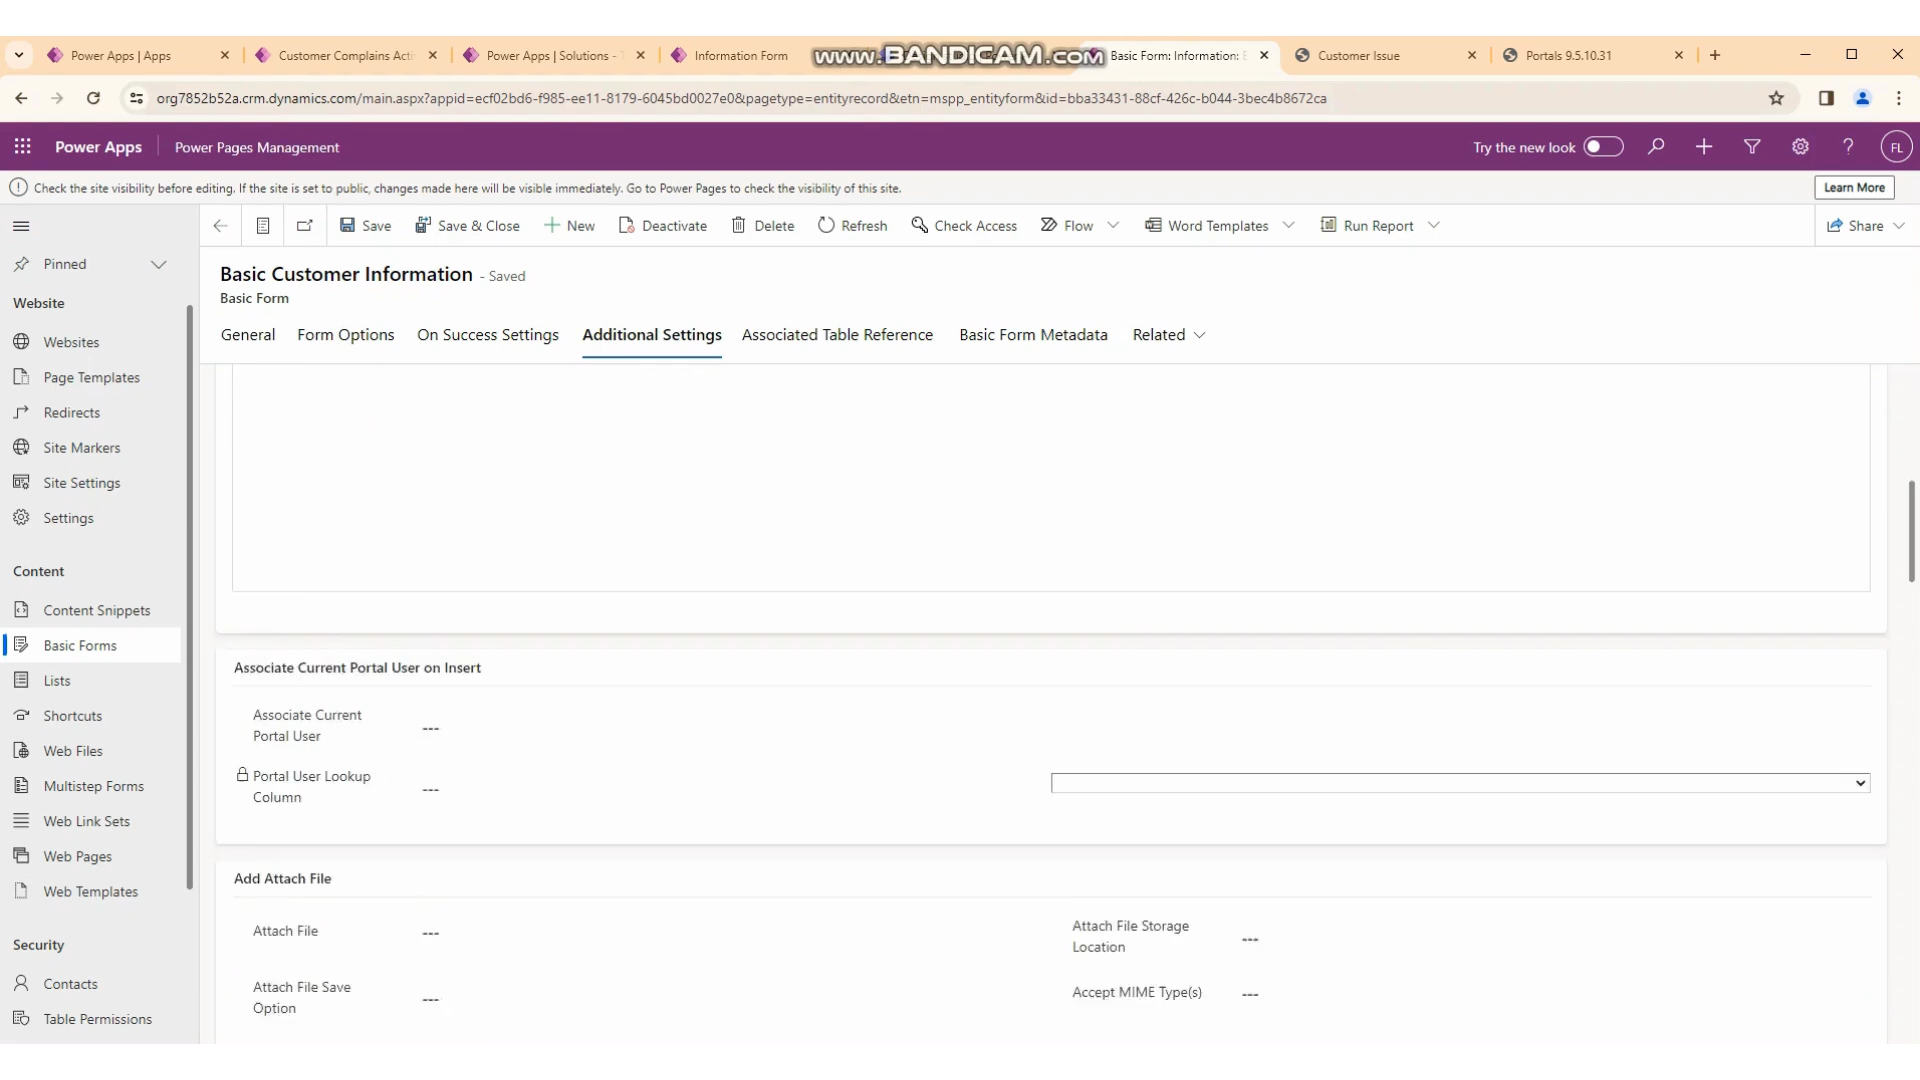 Power Apps | Apps
Customer Complains Acti
Power Apps | Solutions -
Information Form
www.BANDICAM.com
Basic Form: Information:
Customer Issue
Portals 9.5.10.31
org7852b52a.crm.dynamics.com/main.aspx?appid=ecf02bd6-f985-ee11-8179-6045bd0027e0&pagetype=entityrecord&etn=mspp_entityform&id=bba33431-88cf-426c-b044-3bec4b8672ca
Power Apps
Power Pages Management
Try the new look
FL
Check the site visibility before editing. If the site is set to public, changes made here will be visible immediately. Go to Power Pages to check the visibility of this site.
Learn More
Save
Save & Close
New
Deactivate
Delete
Refresh
Check Access
Flow
Word Templates
Run Report
Share
Pinned
Website
Websites
Page Templates
Redirects
Site Markers
Site Settings
Settings
Content
Content Snippets
Basic Forms
Lists
Shortcuts
Web Files
Multistep Forms
Web Link Sets
Web Pages
Web Templates
Security
Contacts
Table Permissions
Basic Customer Information - Saved
Basic Form
General
Form Options
On Success Settings
Additional Settings
Associated Table Reference
Basic Form Metadata
Related
Associate Current Portal User on Insert
Associate Current
Portal User
---
Portal User Lookup
Column
---
Add Attach File
Attach File
---
Attach File Storage
Location
---
Attach File Save
Option
---
Accept MIME Type(s)
---